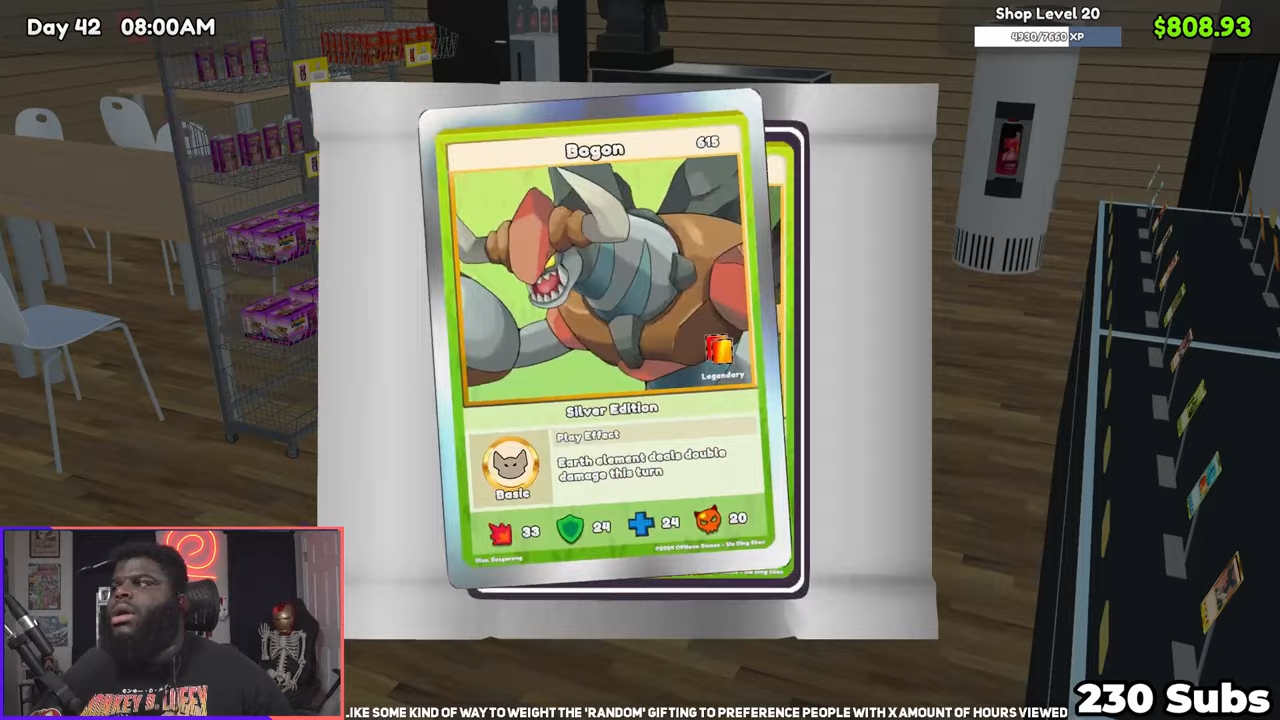 Day 42 08:00AM
Shop Level 20
4930/7660 XP
$808.93
Bogon 615
Legendary
Silver Edition
Play Effect
Earth element deals double
damage this turn
Basic
33 24 24 20
MONKEY D. LUFFY
230 Subs
LIKE SOME KIND OF WAY TO WEIGHT THE 'RANDOM' GIFTING TO PREFERENCE PEOPLE WITH X AMOUNT OF HOURS VIEWED